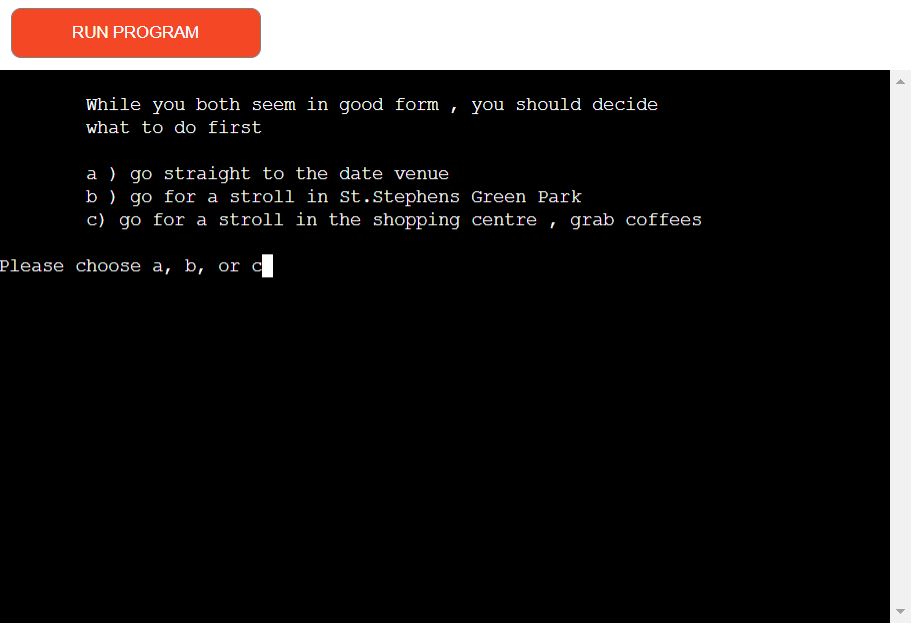 RUN PROGRAM
While you both seem in good form , you should decide
what to do first
a ) go straight to the date venue
b ) go for a stroll in St.Stephens Green Park
c) go for a stroll in the shopping centre , grab coffees
Please choose a, b, or c